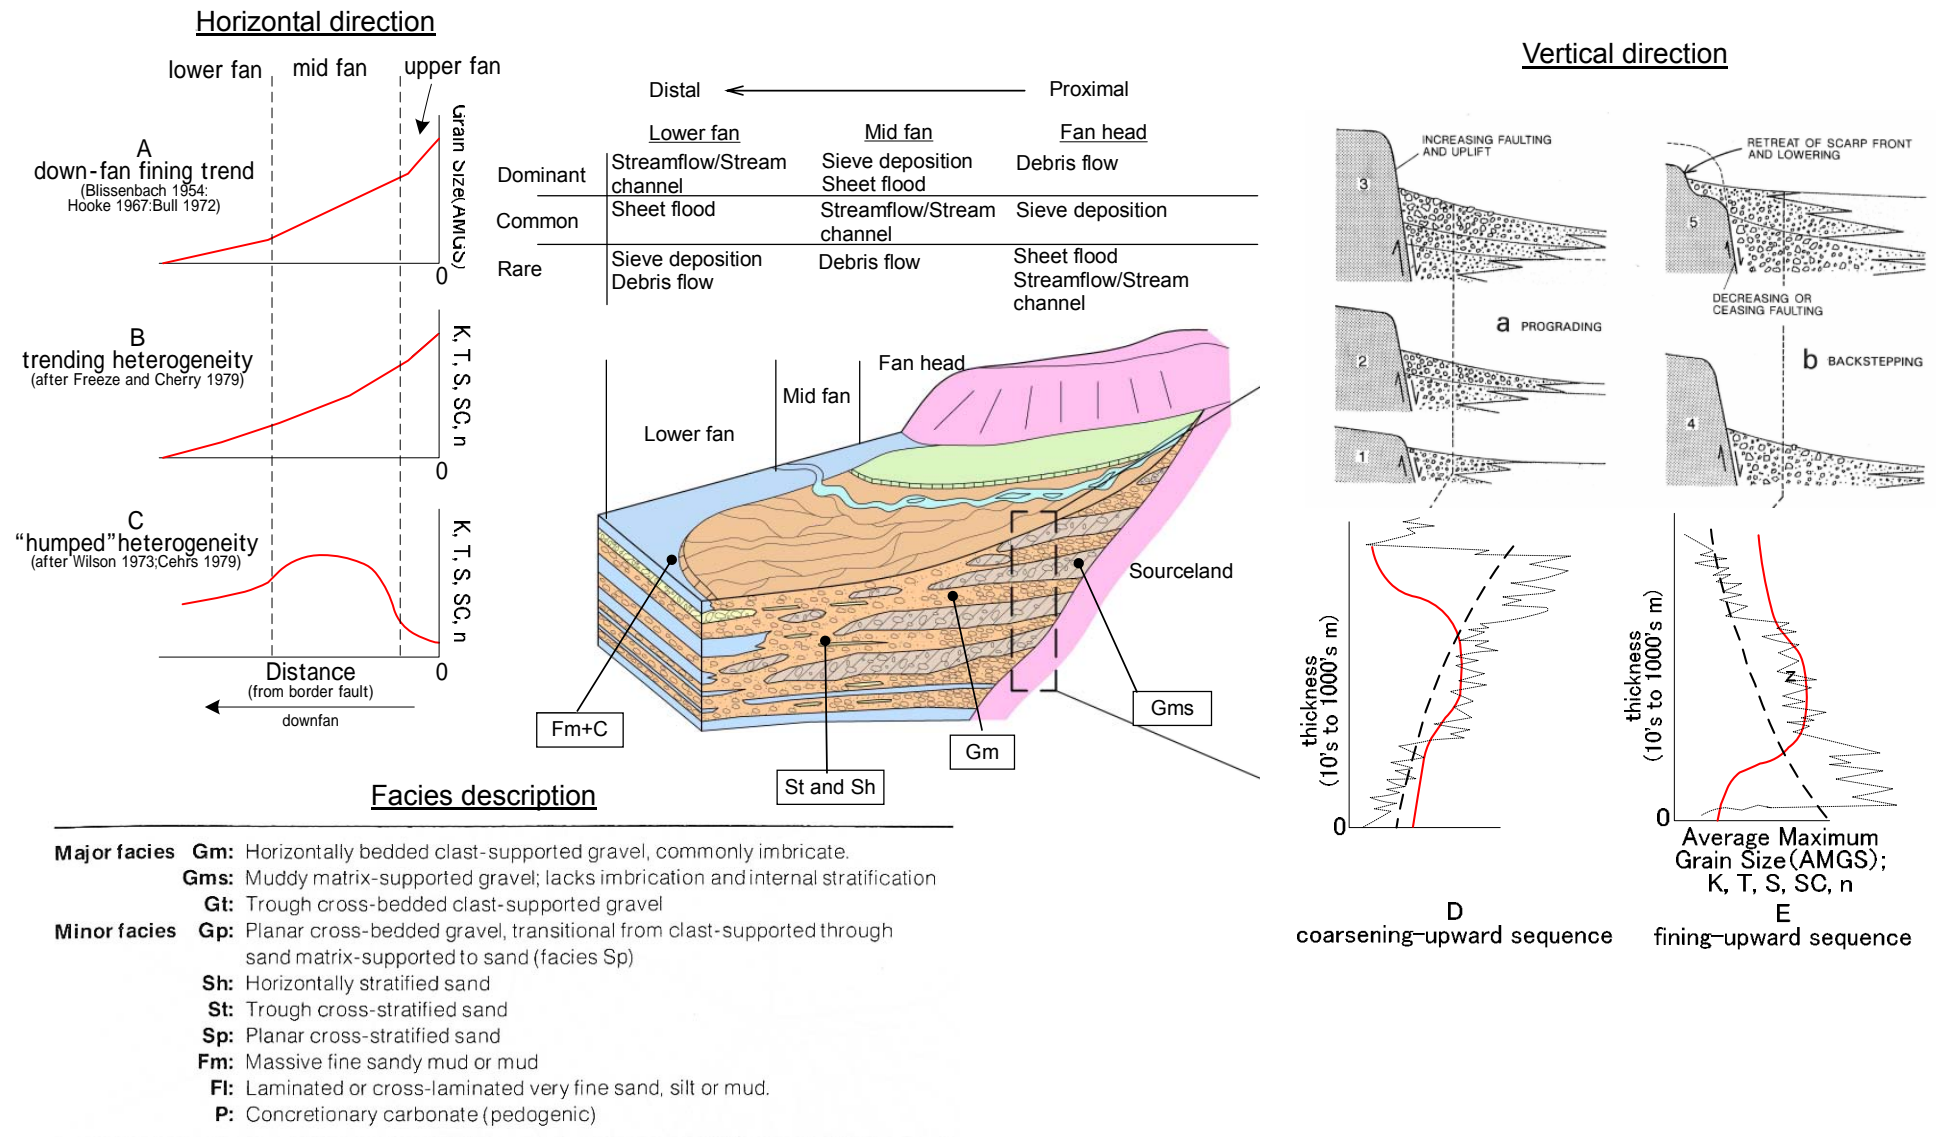 Horizontal direction
lower fan
mid fan
upper fan
A
down-fan fining trend
(Blissenbach 1954:
Hooke 1967:Bull 1972)
Grain Size(AMGS)
0
B
trending heterogeneity
(after Freeze and Cherry 1979)
K, T, S, SC, n
0
C
“humped”heterogeneity
(after Wilson 1973;Cehrs 1979)
K, T, S, SC, n
Distance
(from border fault)
0
downfan
Distal
Proximal
Lower fan
Mid fan
Fan head
Dominant
Streamflow/Stream
channel
Sieve deposition
Sheet flood
Debris flow
Common
Sheet flood
Streamflow/Stream
channel
Sieve deposition
Rare
Sieve deposition
Debris flow
Debris flow
Sheet flood
Streamflow/Stream
channel
Fan head
Mid fan
Lower fan
Sourceland
Fm+C
St and Sh
Gm
Gms
Facies description
Major facies Gm: Horizontally bedded clast-supported gravel, commonly imbricate.
Gms: Muddy matrix-supported gravel; lacks imbrication and internal stratification
Gt: Trough cross-bedded clast-supported gravel
Minor facies Gp: Planar cross-bedded gravel, transitional from clast-supported through
sand matrix-supported to sand (facies Sp)
Sh: Horizontally stratified sand
St: Trough cross-stratified sand
Sp: Planar cross-stratified sand
Fm: Massive fine sandy mud or mud
Fl: Laminated or cross-laminated very fine sand, silt or mud.
P: Concretionary carbonate (pedogenic)
Vertical direction
INCREASING FAULTING
AND UPLIFT
3
2
1
a PROGRADING
RETREAT OF SCARP FRONT
AND LOWERING
5
DECREASING OR
CEASING FAULTING
b BACKSTEPPING
4
thickness
(10's to 1000's m)
0
D
coarsening-upward sequence
thickness
(10's to 1000's m)
Z
0
Average Maximum
Grain Size(AMGS);
K, T, S, SC, n
E
fining-upward sequence